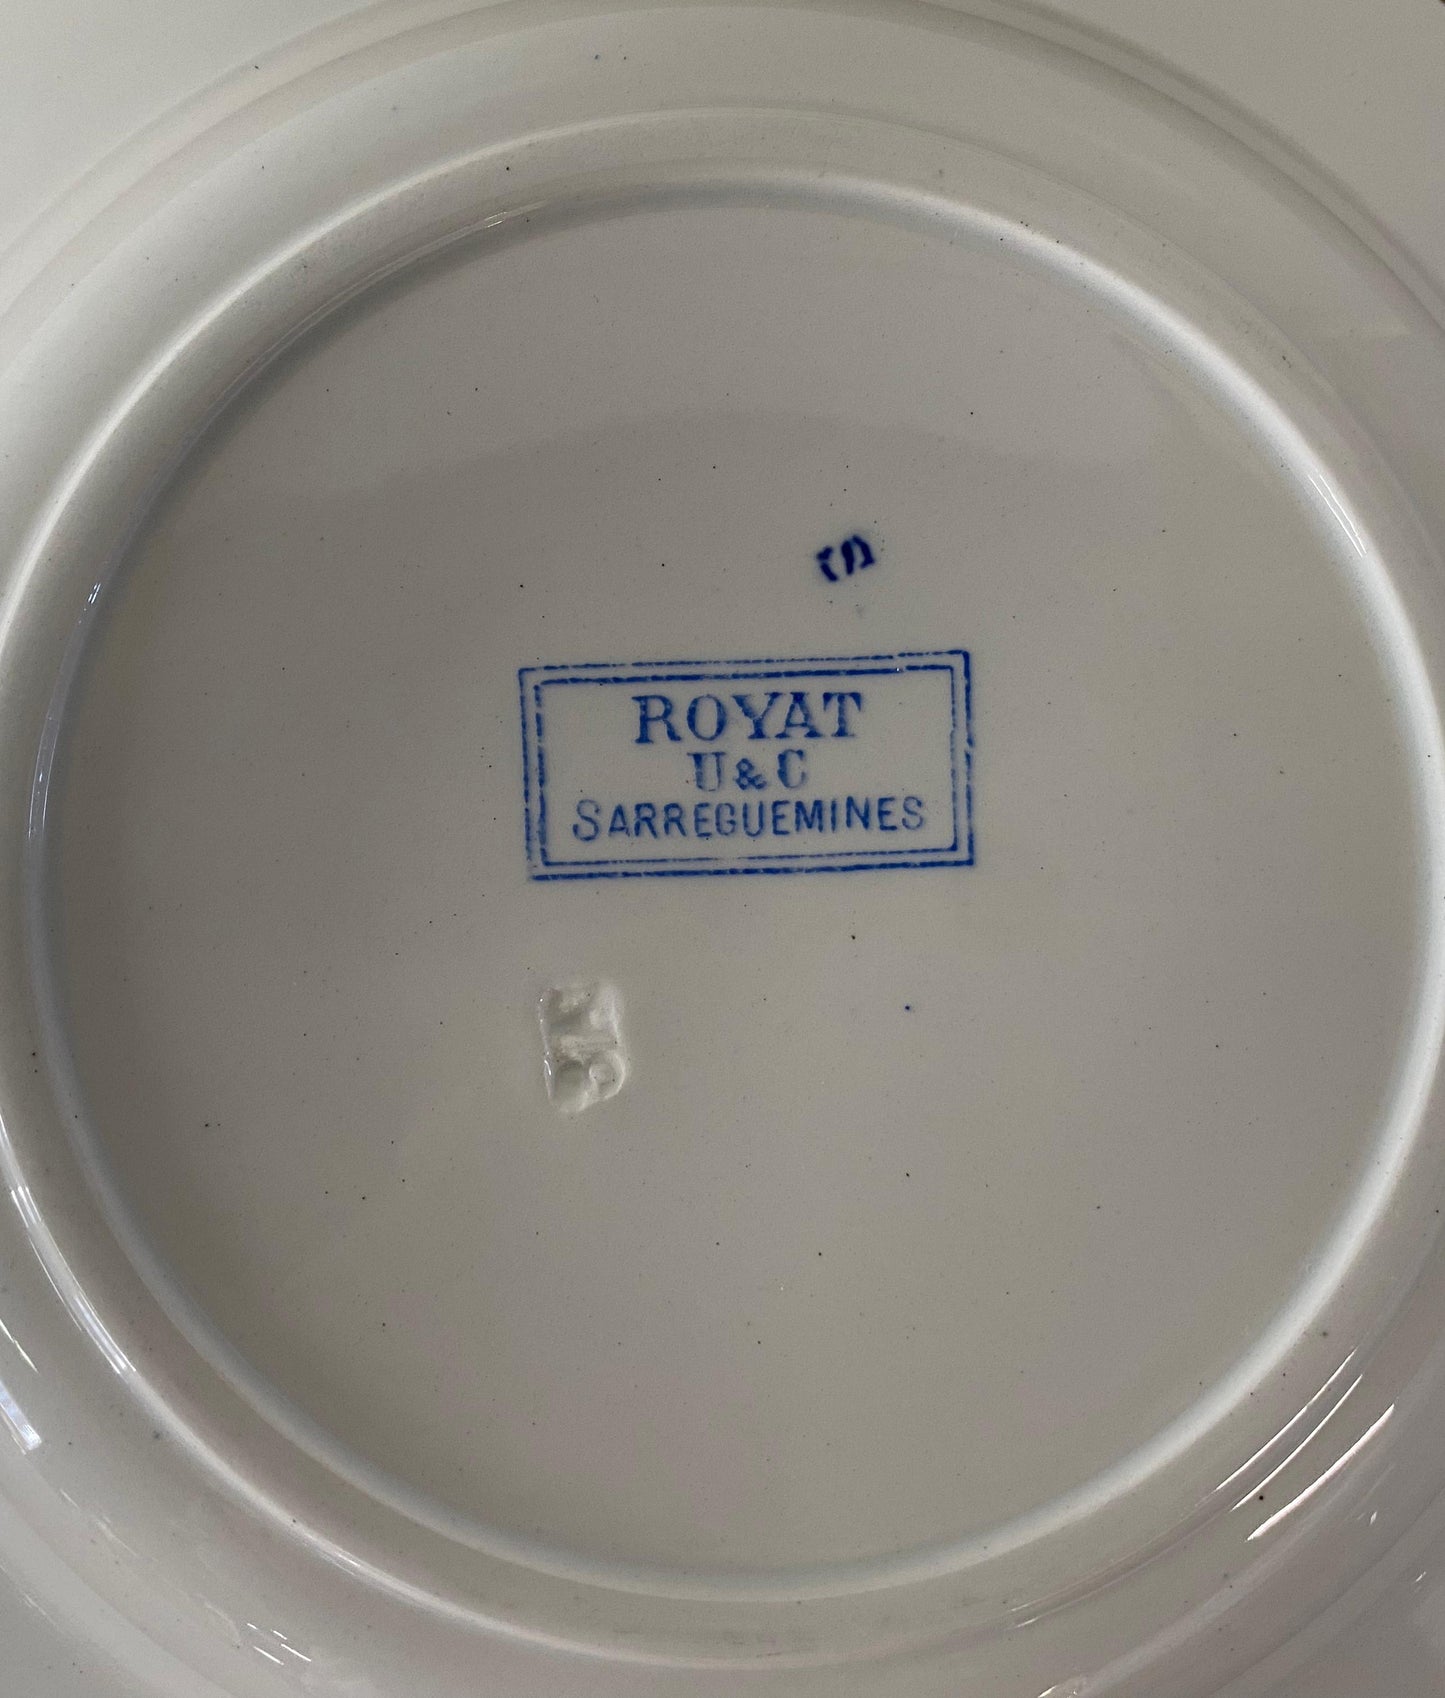 ROYAT
U & C
SARREGUEMINES